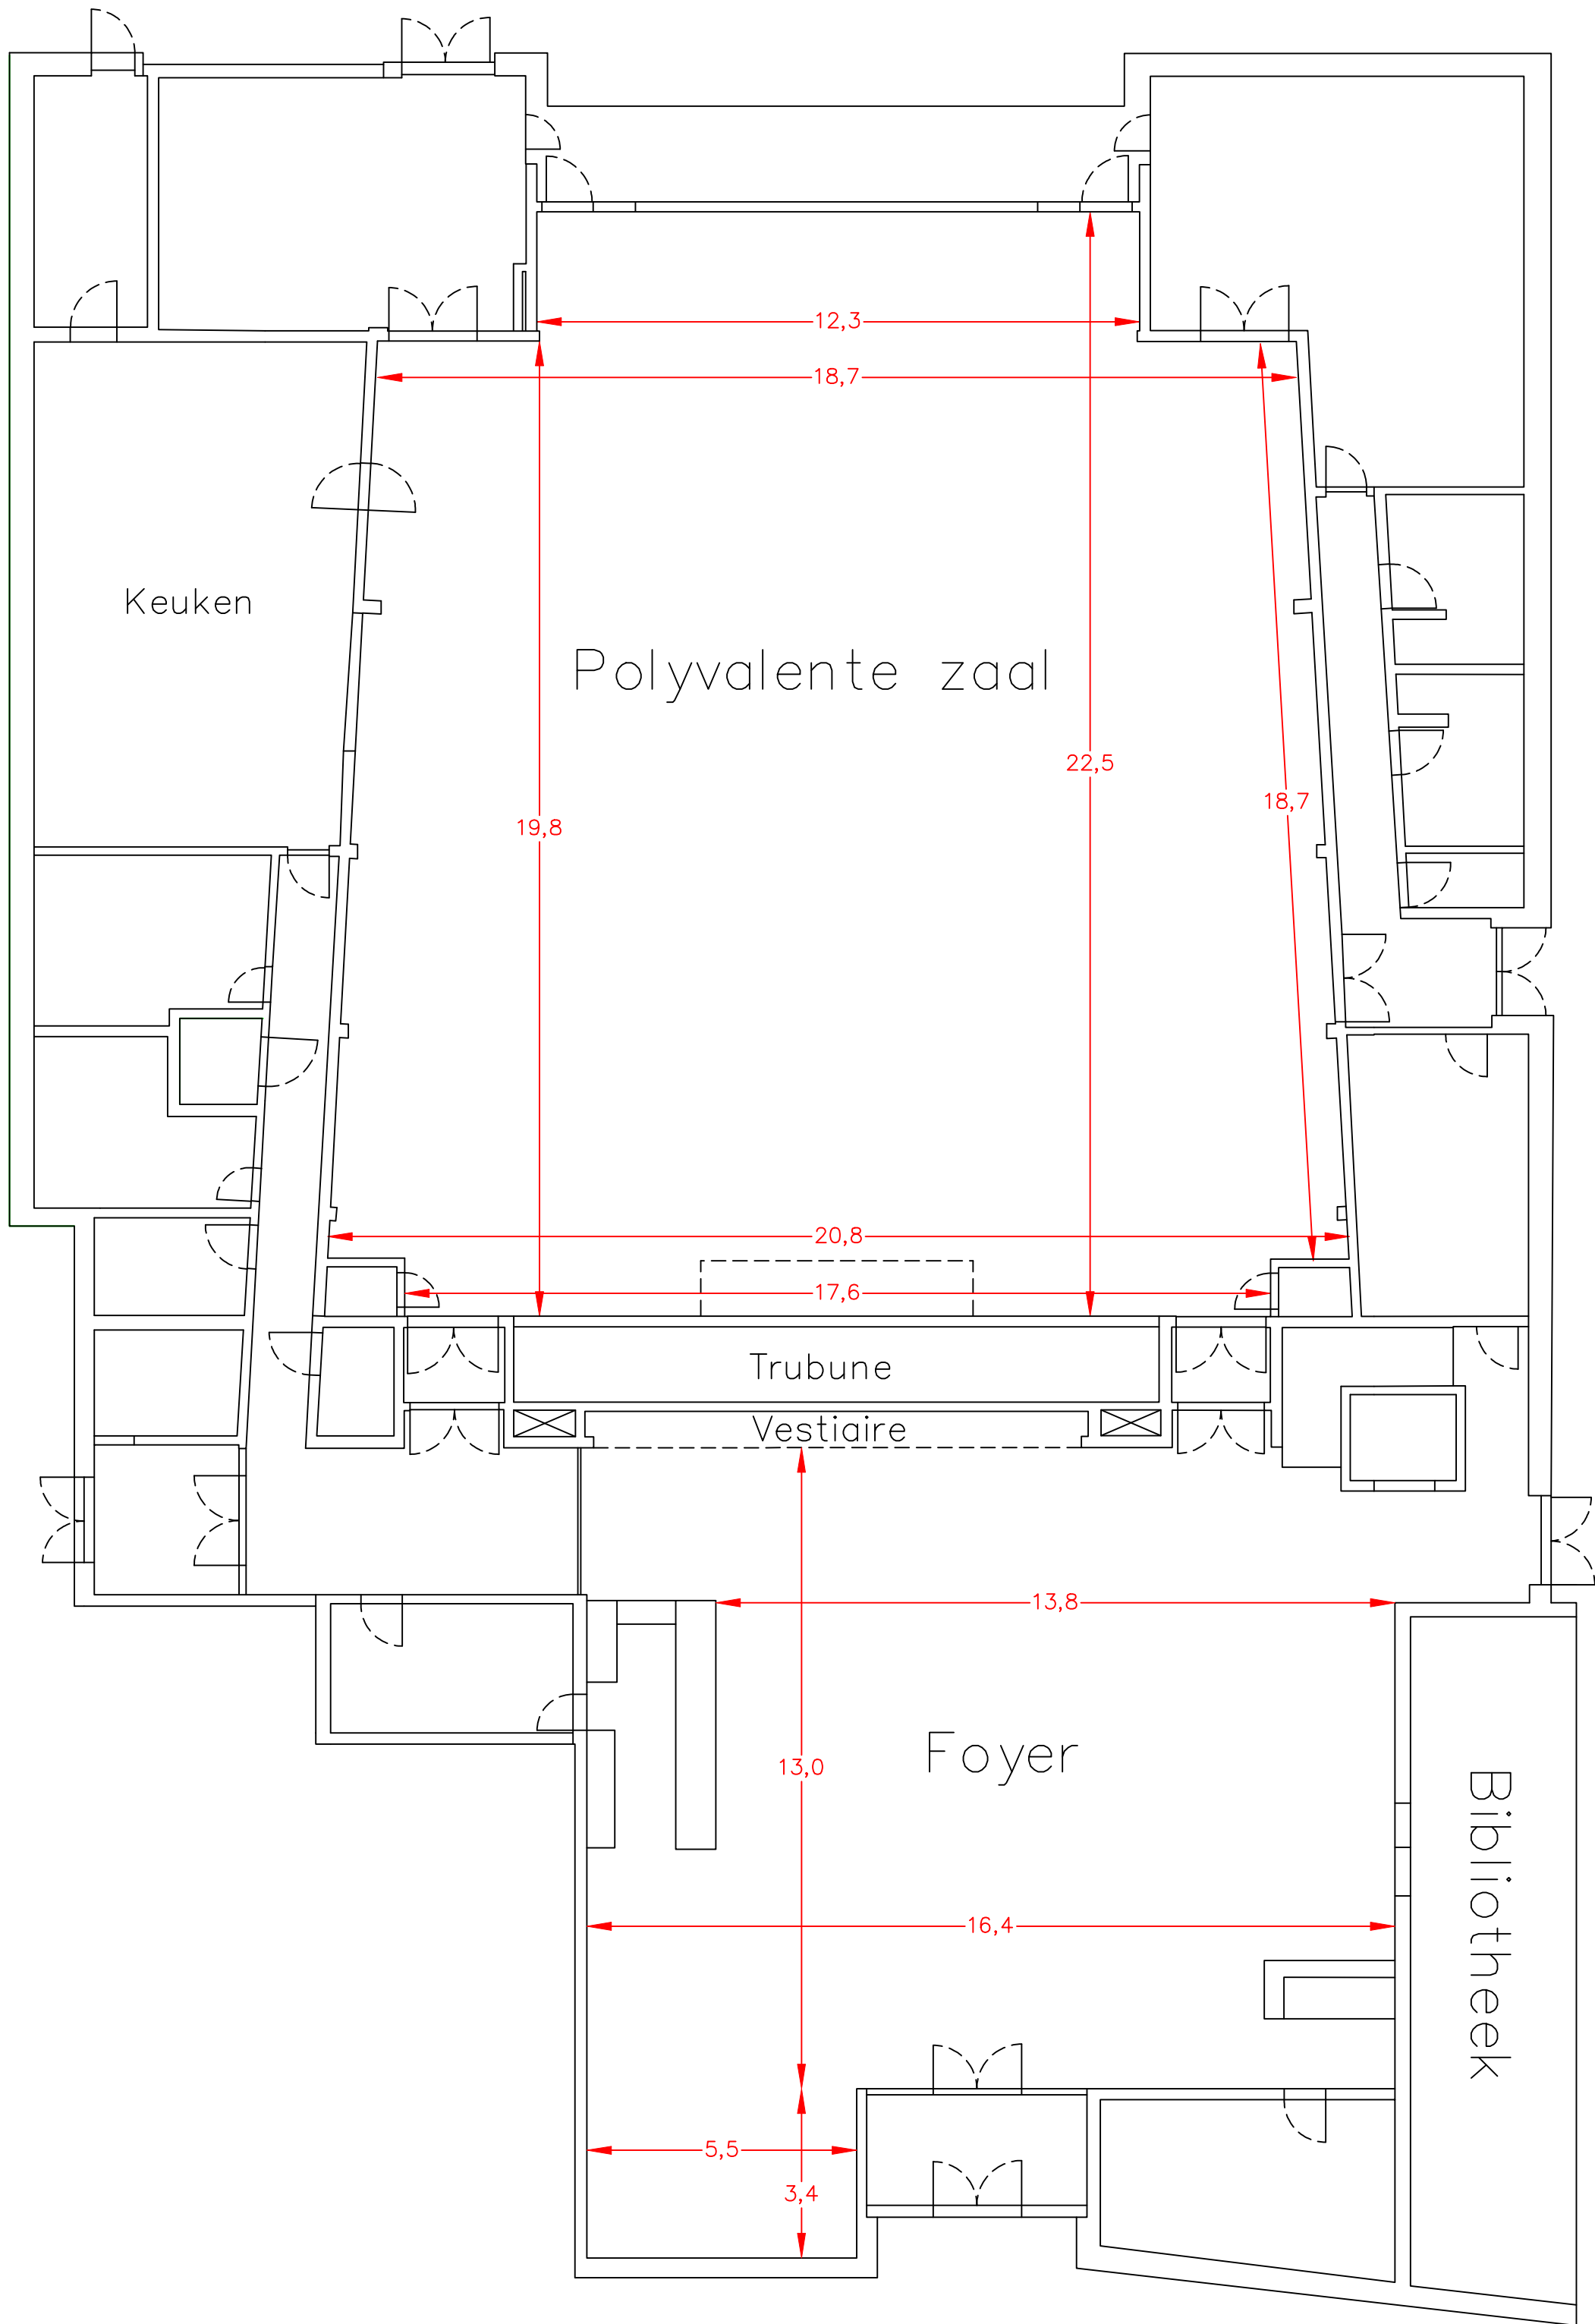 12,3
18,7
Keuken
Polyvalente zaal
22,5
18,7
19,8
20,8
17,6
Trubune
Vestiaire
13,8
Foyer
13,0
Bibliotheek
16,4
5,5
3,4